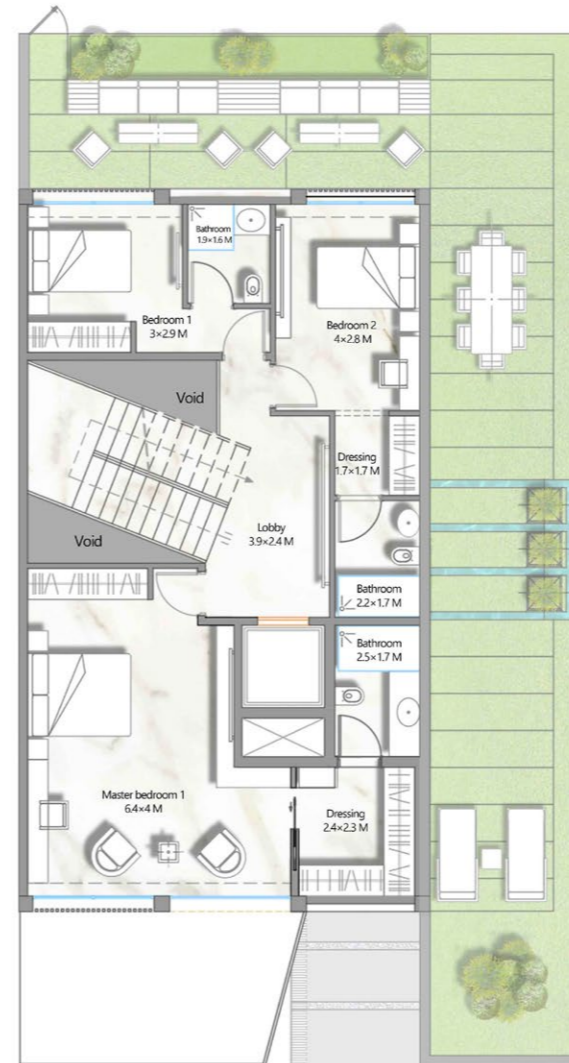 Bathroom
1.9×1.6 M
Bedroom 1
3×2.9 M
Bedroom 2
4×2.8 M
Void
Dressing
1.7×1.7 M
Lobby
3.9×2.4 M
Void
Bathroom
2.2×1.7 M
Bathroom
2.5×1.7 M
Master bedroom 1
6.4×4 M
Dressing
2.4×2.3 M